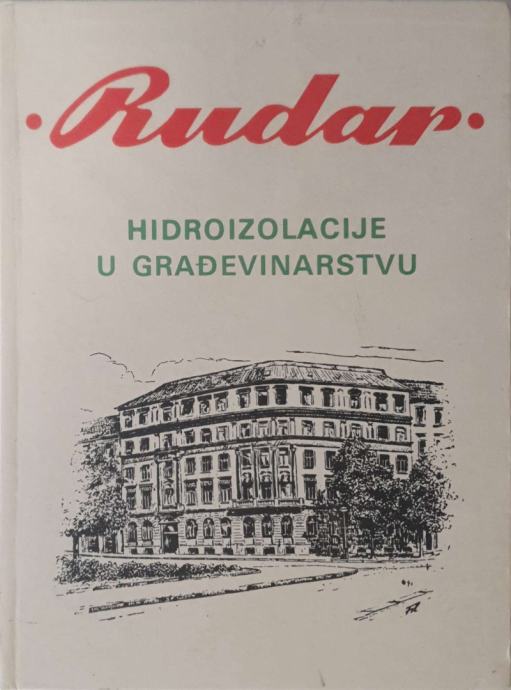 ·Rudar·
HIDROIZOLACIJE
U GRAĐEVINARSTVU